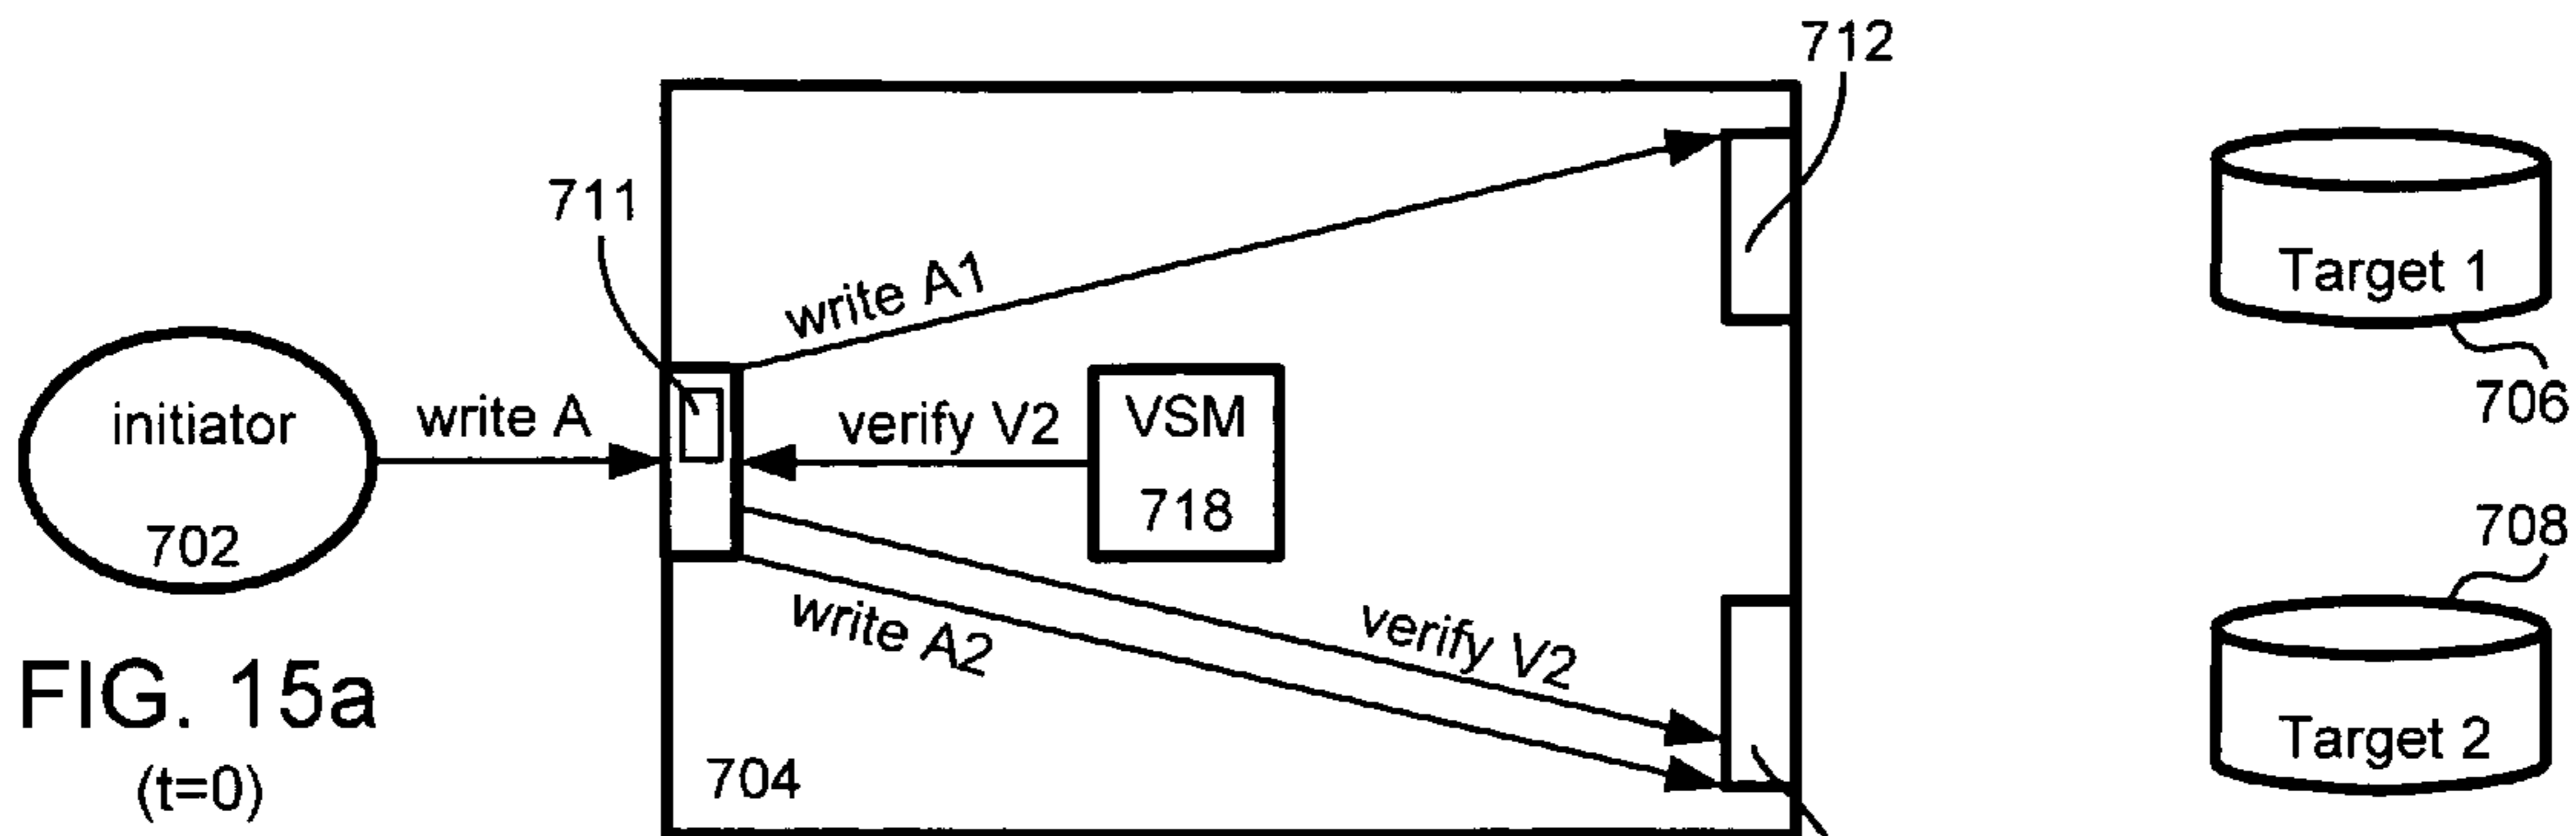 712
711
write A1
Target 1
706
initiator
702
write A
verify V2
VSM
718
708
write A2
verify V2
Target 2
704
FIG. 15a
(t=0)